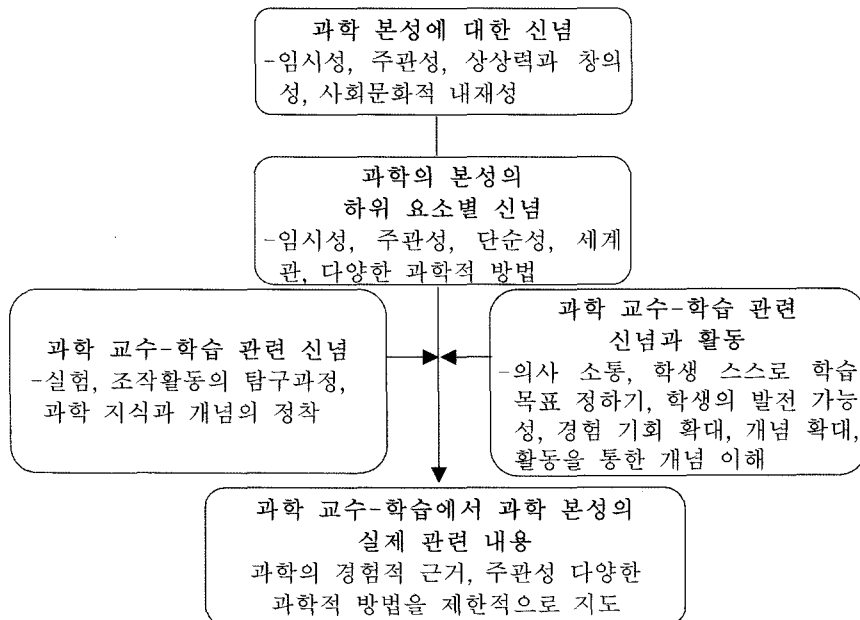 과학 본성에 대한 신념
-임시성, 주관성, 상상력과 창의
성, 사회문화적 내재성
과학의 본성의
하위 요소별 신념
-임시성, 주관성, 단순성, 세계
관, 다양한 과학적 방법
과학 교수-학습 관련 신념
-실험, 조작활동의 탐구과정,
과학 지식과 개념의 정착
과학 교수-학습 관련
신념과 활동
-의사 소통, 학생 스스로 학습
목표 정하기, 학생의 발전 가능
성, 경험 기회 확대, 개념 확대,
활동을 통한 개념 이해
과학 교수-학습에서 과학 본성의
실제 관련 내용
과학의 경험적 근거, 주관성 다양한
과학적 방법을 제한적으로 지도